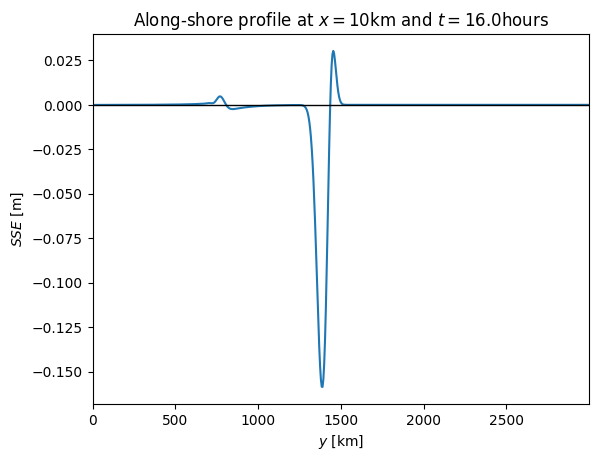 Along-shore profile at x = 10km and t = 16.0hours
0.025
0.000
−0.025
−0.050
−0.075
−0.100
−0.125
−0.150
SSE [m]
0 500 1000 1500 2000 2500
y [km]